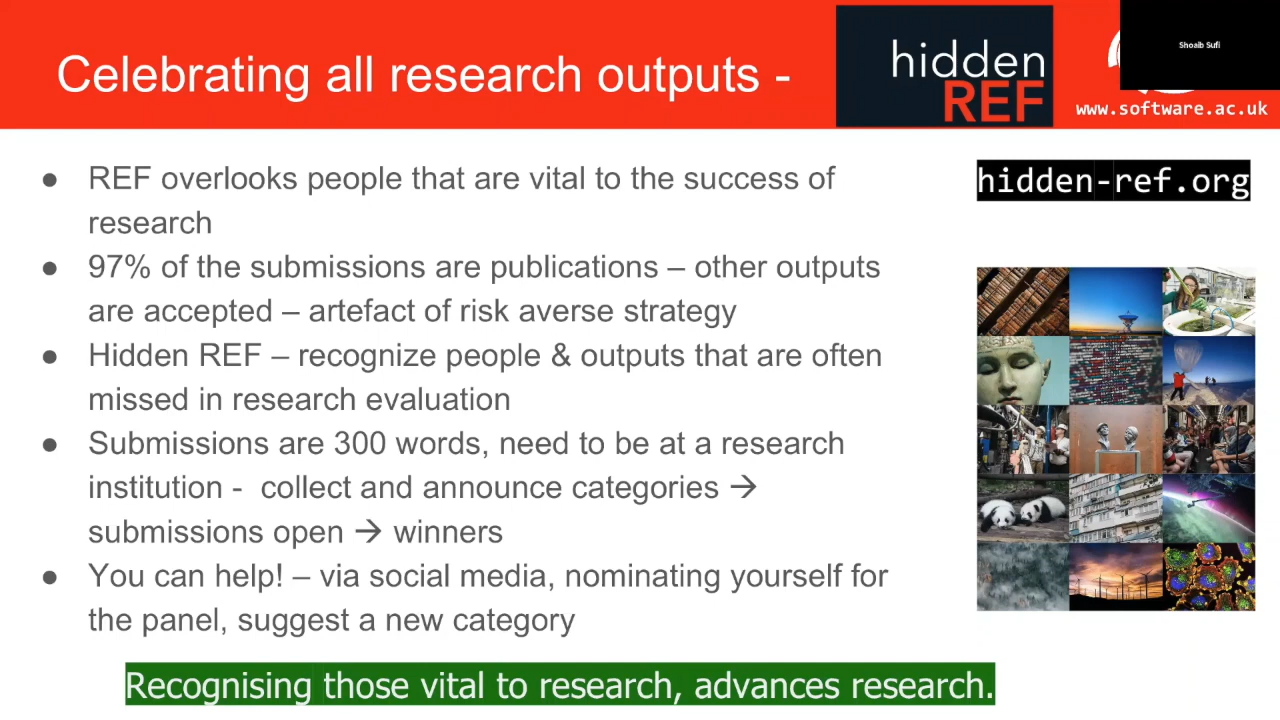 Celebrating all research outputs -
hidden
REF
Shoaib Sufi
www.software.ac.uk
● REF overlooks people that are vital to the success of
research
● 97% of the submissions are publications – other outputs
are accepted – artefact of risk averse strategy
● Hidden REF – recognize people & outputs that are often
missed in research evaluation
● Submissions are 300 words, need to be at a research
institution -  collect and announce categories →
submissions open → winners
● You can help! – via social media, nominating yourself for
the panel, suggest a new category
hidden-ref.org
Recognising those vital to research, advances research.